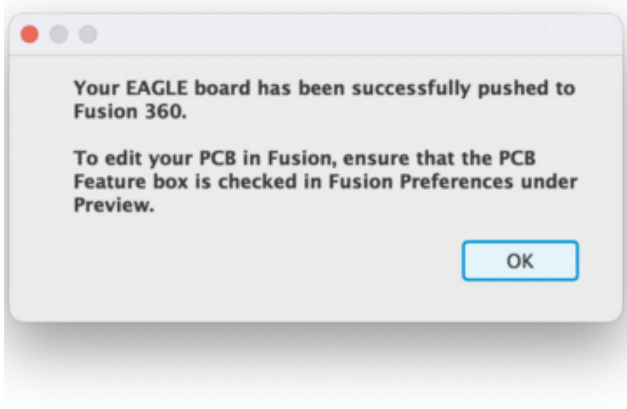 Your EAGLE board has been successfully pushed to
Fusion 360.
To edit your PCB in Fusion, ensure that the PCB
Feature box is checked in Fusion Preferences under
Preview.
OK